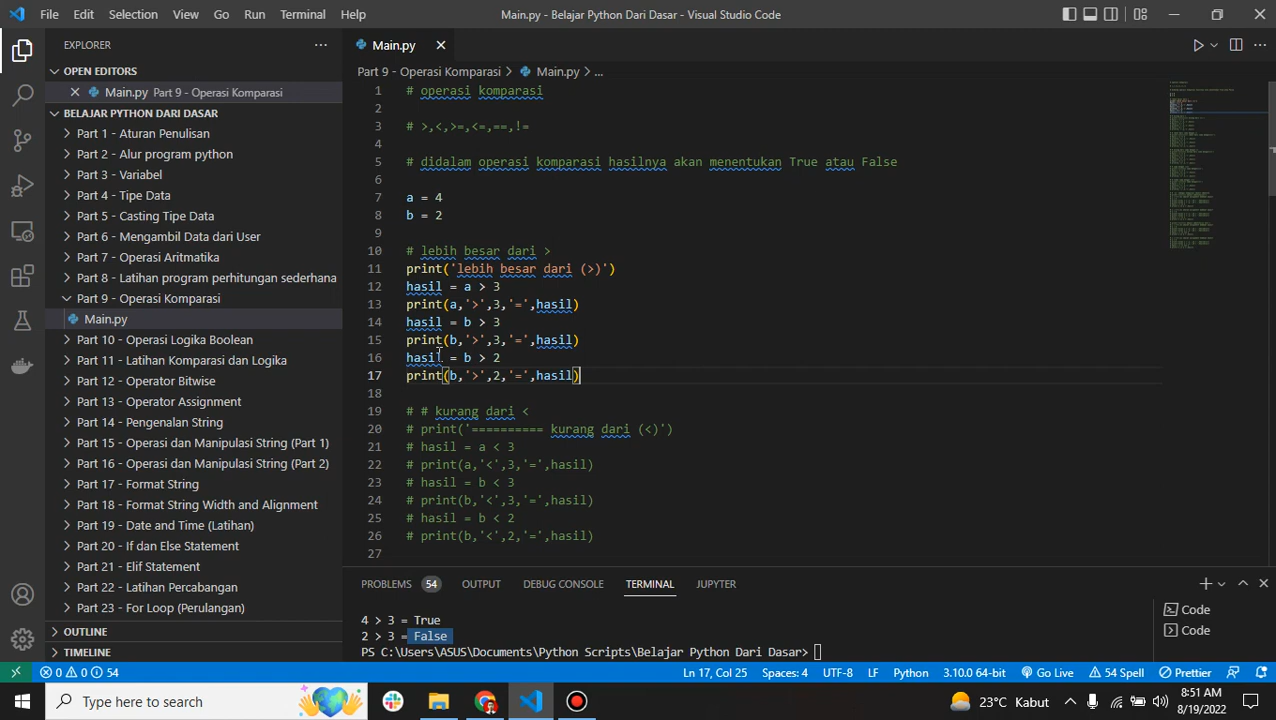 File Edit Selection View Go Run Terminal Help Main.py - Belajar Python Dari Dasar - Visual Studio Code
EXPLORER
OPEN EDITORS
Main.py Part 9 - Operasi Komparasi
BELAJAR PYTHON DARI DASAR
Part 1 - Aturan Penulisan
Part 2 - Alur program python
Part 3 - Variabel
Part 4 - Tipe Data
Part 5 - Casting Tipe Data
Part 6 - Mengambil Data dari User
Part 7 - Operasi Aritmatika
Part 8 - Latihan program perhitungan sederhana
Part 9 - Operasi Komparasi
Main.py
Part 10 - Operasi Logika Boolean
Part 11 - Latihan Komparasi dan Logika
Part 12 - Operator Bitwise
Part 13 - Operator Assignment
Part 14 - Pengenalan String
Part 15 - Operasi dan Manipulasi String (Part 1)
Part 16 - Operasi dan Manipulasi String (Part 2)
Part 17 - Format String
Part 18 - Format String Width and Alignment
Part 19 - Date and Time (Latihan)
Part 20 - If dan Else Statement
Part 21 - Elif Statement
Part 22 - Latihan Percabangan
Part 23 - For Loop (Perulangan)
OUTLINE
TIMELINE
Main.py
Part 9 - Operasi Komparasi > Main.py > ...
1 # operasi komparasi
2
3 # >,<,>=,<=,==,!=
4
5 # didalam operasi komparasi hasilnya akan menentukan True atau False
6
7 a = 4
8 b = 2
9
10 # lebih besar dari >
11 print('lebih besar dari (>)')
12 hasil = a > 3
13 print(a,'>',3,'=',hasil)
14 hasil = b > 3
15 print(b,'>',3,'=',hasil)
16 hasil = b > 2
17 print(b,'>',2,'=',hasil)
18
19 # # kurang dari <
20 # print('========== kurang dari (<)')
21 # hasil = a < 3
22 # print(a,'<',3,'=',hasil)
23 # hasil = b < 3
24 # print(b,'<',3,'=',hasil)
25 # hasil = b < 2
26 # print(b,'<',2,'=',hasil)
27
PROBLEMS 54 OUTPUT DEBUG CONSOLE TERMINAL JUPYTER
4 > 3 = True
2 > 3 = False
PS C:\Users\ASUS\Documents\Python Scripts\Belajar Python Dari Dasar>
Code
Code
0 0 54 Ln 17, Col 25 Spaces: 4 UTF-8 LF Python 3.10.0 64-bit Go Live 54 Spell Prettier
Type here to search 23°C Kabut 8:51 AM
8/19/2022